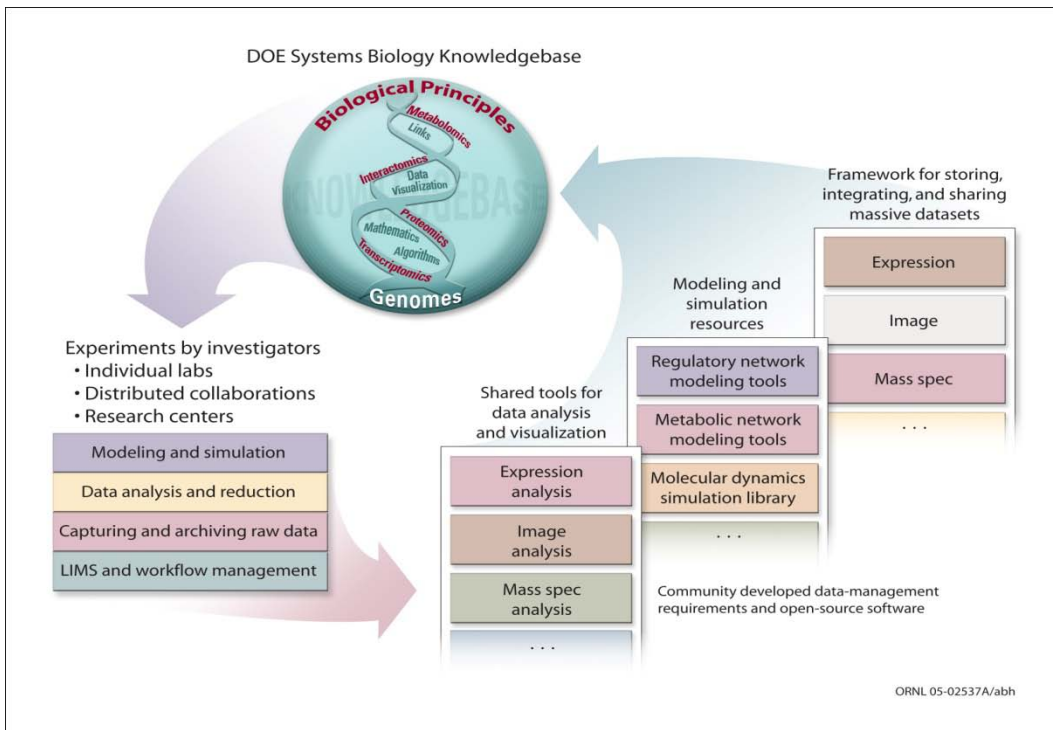 DOE Systems Biology Knowledgebase
Biological Principles
Metabolomics
Links
Interactomics
Data
Visualization
KNOWLEDGEBASE
Proteomics
Mathematics
Algorithms
Transcriptomics
Genomes
Experiments by investigators
• Individual labs
• Distributed collaborations
• Research centers
Modeling and simulation
Data analysis and reduction
Capturing and archiving raw data
LIMS and workflow management
Shared tools for
data analysis
and visualization
Expression
analysis
Image
analysis
Mass spec
analysis
. . .
Modeling and
simulation
resources
Regulatory network
modeling tools
Metabolic network
modeling tools
Molecular dynamics
simulation library
. . .
Framework for storing,
integrating, and sharing
massive datasets
Expression
Image
Mass spec
. . .
Community developed data-management
requirements and open-source software
ORNL 05-02537A/abh